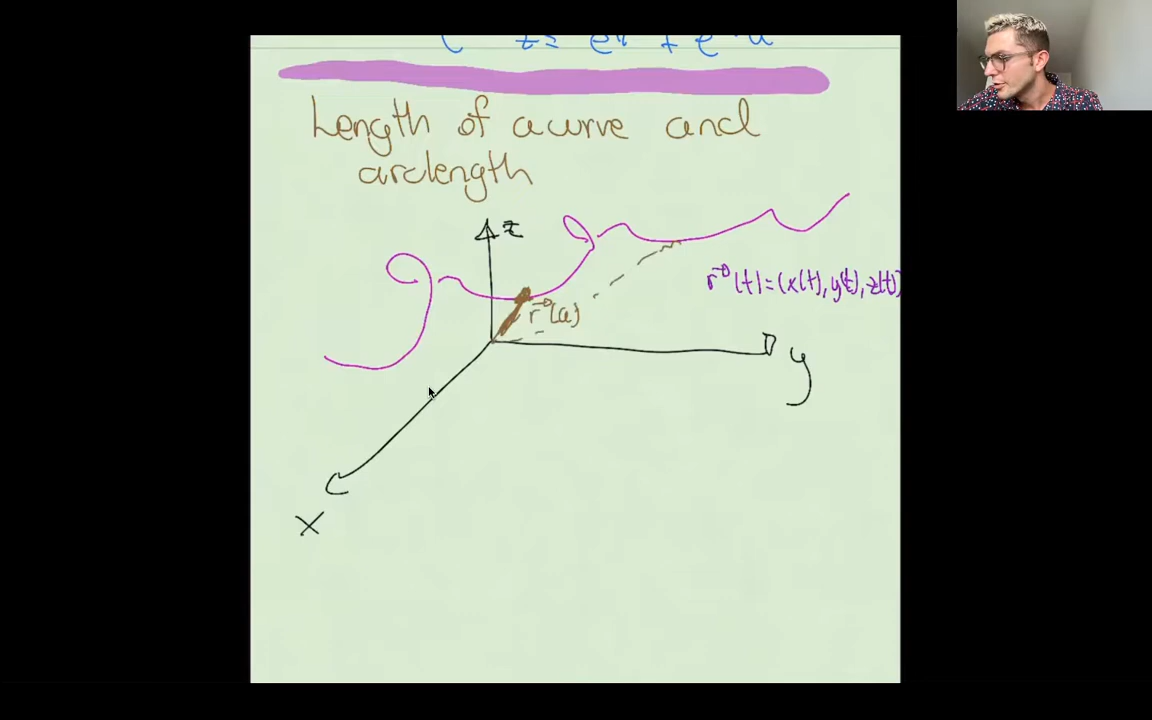 z = e^u + e^-u
Length of a curve and
arclength
z
r(t)=(x(t), y(t), z(t))
r(a)
y
x